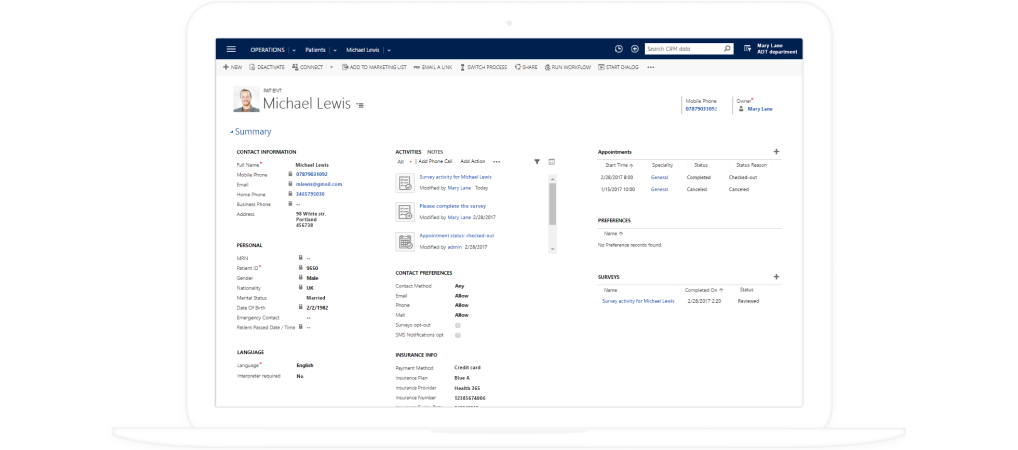 OPERATIONS Patients Michael Lewis Search CRM data Mary Lane
AOT department
NEW DEACTIVATE CONNECT ADD TO MARKETING LIST EMAIL A LINK SWITCH PROCESS SHARE RUN WORKFLOW START DIALOG
PATIENT
Michael Lewis
Mobile Phone Owner*
07879031092 Mary Lane
Summary
CONTACT INFORMATION
Full Name* Michael Lewis
Mobile Phone 07879031092
Email mlewis@gmail.com
Home Phone 3465795030
Business Phone --
Address 98 White str.
Portland
456738
PERSONAL
MRN --
Patient ID* 9550
Gender Male
Nationality UK
Marital Status Married
Date Of Birth 2/2/1982
Emergency Contact --
Patient Passed Date / Time --
LANGUAGE
Language* English
Interpreter required No
ACTIVITIES NOTES
All Add Phone Call Add Action
Survey activity for Michael Lewis
Modified by Mary Lane Today
Please complete the survey
Modified by Mary Lane 2/28/2017
Appointment status: checked-out
Modified by admin 2/28/2017
CONTACT PREFERENCES
Contact Method Any
Email Allow
Phone Allow
Mail Allow
Surveys opt-out
SMS Notifications opt
INSURANCE INFO
Payment Method Credit card
Insurance Plan Blue A
Insurance Provider Health 365
Insurance Number 12385674806
Appointments
Start Time Speciality Status Status Reason
2/28/2017 8:00 General Completed Checked-out
1/15/2017 10:00 General Canceled Canceled
PREFERENCES
Name
No Preference records found.
SURVEYS
Name Completed On Status
Survey activity for Michael Lewis 2/28/2017 2:20 Reviewed